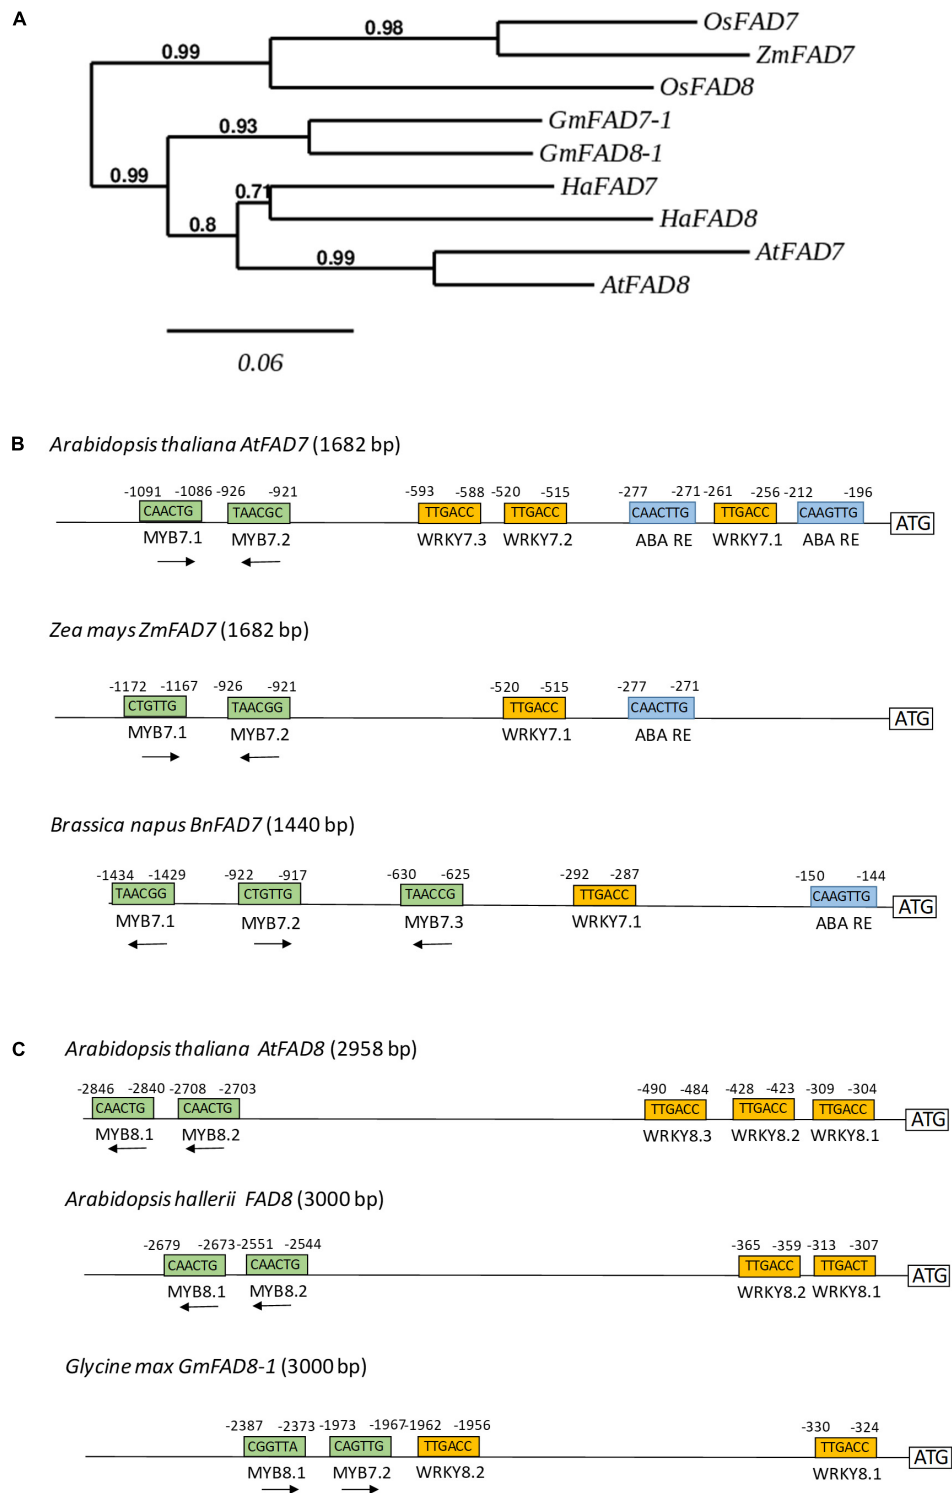 A
OsFAD7
0.98
ZmFAD7
0.99
OsFAD8
GmFAD7-1
0.93
GmFAD8-1
0.99
HaFAD7
0.71
HaFAD8
0.8
AtFAD7
0.99
AtFAD8
0.06
B Arabidopsis thaliana AtFAD7 (1682 bp)
-1091 -1086 -926 -921 -593 -588 -520 -515 -277 -271 -261 -256 -212 -196
CAACTG TAACGC TTGACC TTGACC CAACTTG TTGACC CAAGTTG ATG
MYB7.1 MYB7.2 WRKY7.3 WRKY7.2 ABA RE WRKY7.1 ABA RE
Zea mays ZmFAD7 (1682 bp)
-1172 -1167 -926 -921 -520 -515 -277 -271
CTGTTG TAACGG TTGACC CAACTTG ATG
MYB7.1 MYB7.2 WRKY7.1 ABA RE
Brassica napus BnFAD7 (1440 bp)
-1434 -1429 -922 -917 -630 -625 -292 -287 -150 -144
TAACGG CTGTTG TAACCG TTGACC CAAGTTG ATG
MYB7.1 MYB7.2 MYB7.3 WRKY7.1 ABA RE
C Arabidopsis thaliana AtFAD8 (2958 bp)
-2846 -2840 -2708 -2703 -490 -484 -428 -423 -309 -304
CAACTG CAACTG TTGACC TTGACC TTGACC ATG
MYB8.1 MYB8.2 WRKY8.3 WRKY8.2 WRKY8.1
Arabidopsis hallerii FAD8 (3000 bp)
-2679 -2673 -2551 -2544 -365 -359 -313 -307
CAACTG CAACTG TTGACC TTGACT ATG
MYB8.1 MYB8.2 WRKY8.2 WRKY8.1
Glycine max GmFAD8-1 (3000 bp)
-2387 -2373 -1973 -1967 -1962 -1956 -330 -324
CGGTTA CAGTTG TTGACC TTGACC ATG
MYB8.1 MYB7.2 WRKY8.2 WRKY8.1